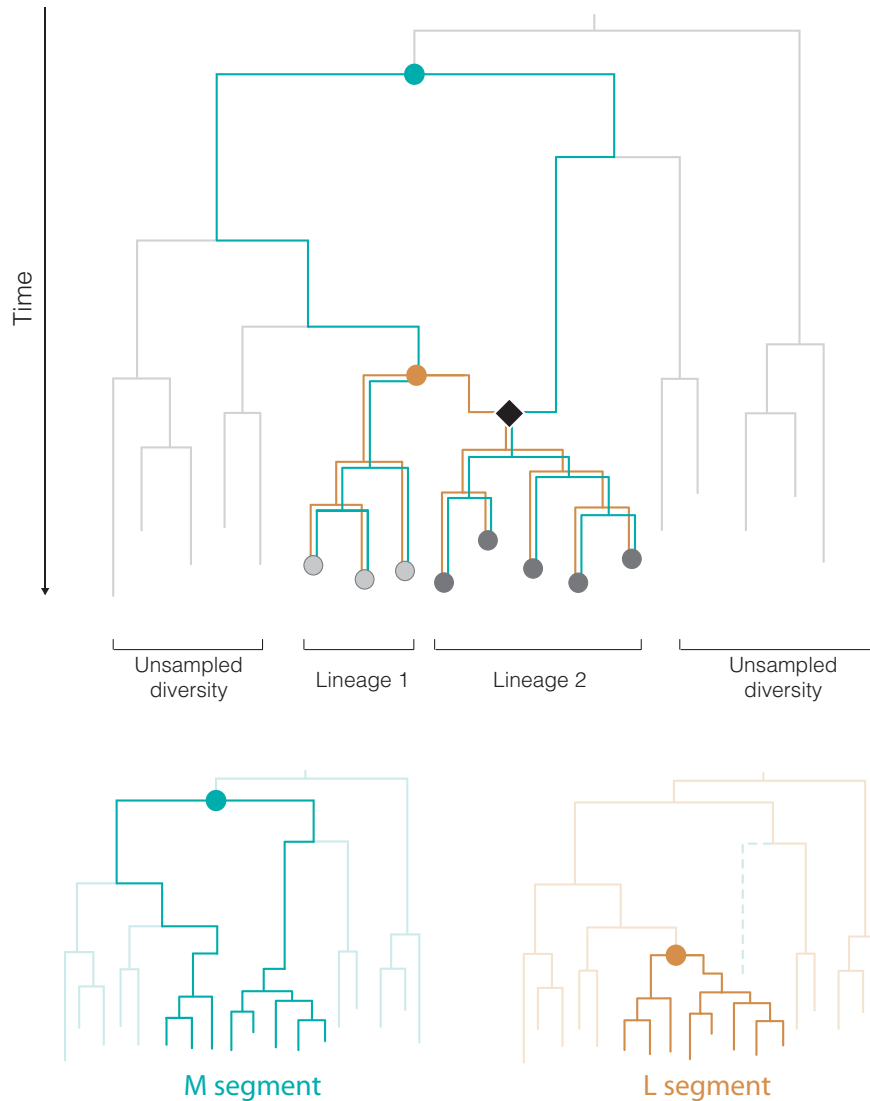 Time
Unsampled
diversity
Lineage 1
Lineage 2
Unsampled
diversity
M segment
L segment